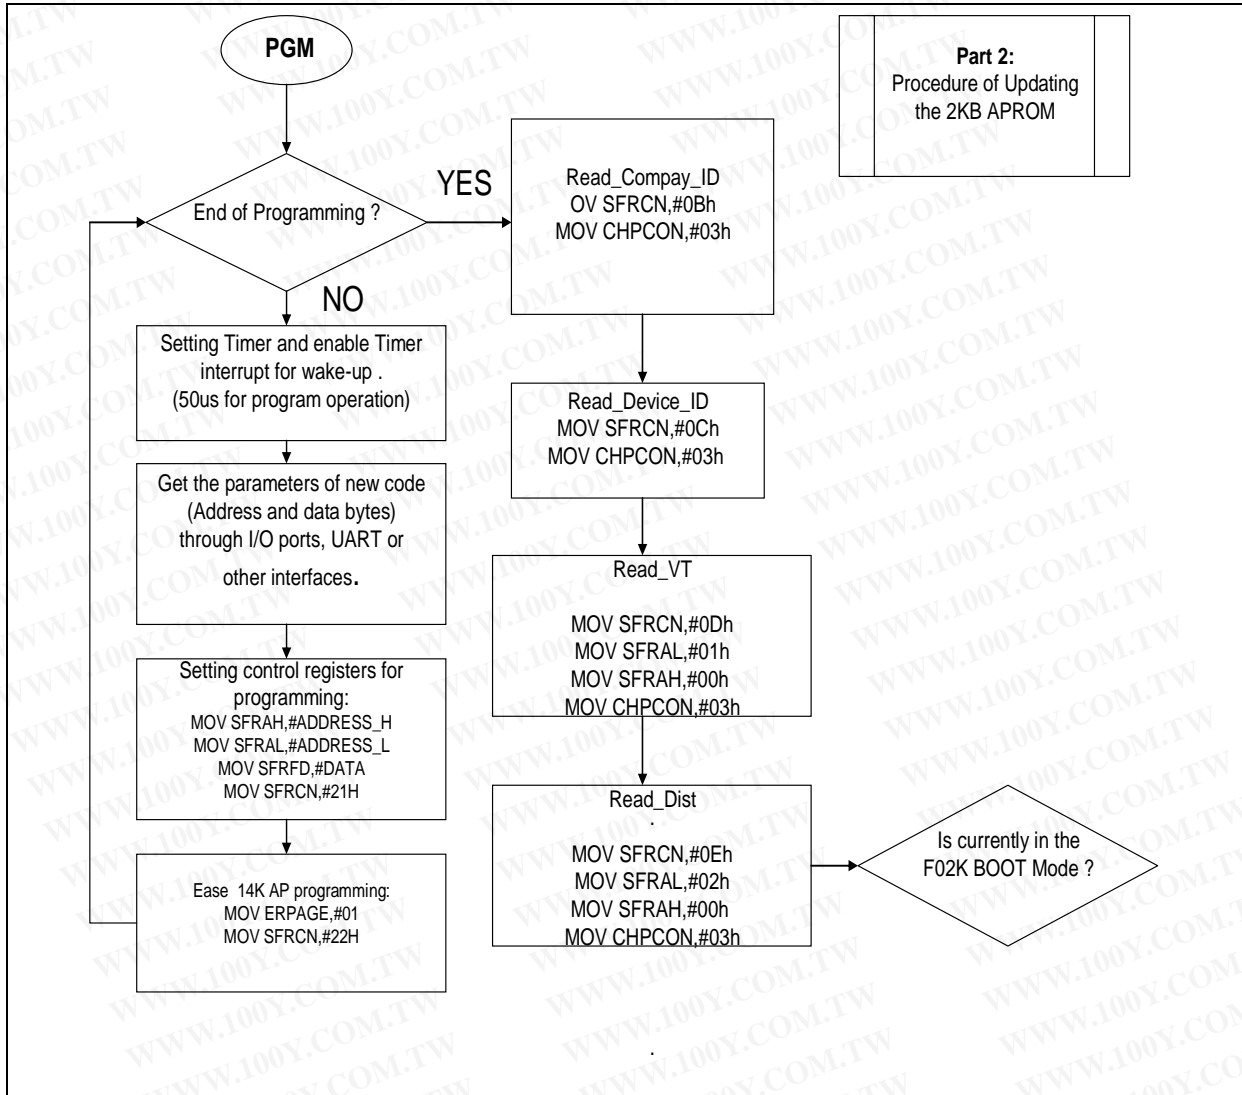 PGM
Part 2:
Procedure of Updating
the 2KB APROM
End of Programming ?
YES
NO
Setting Timer and enable Timer
interrupt for wake-up .
(50us for program operation)
Get the parameters of new code
(Address and data bytes)
through I/O ports, UART or
other interfaces.
Setting control registers for
programming:
MOV SFRAH,#ADDRESS_H
MOV SFRAL,#ADDRESS_L
MOV SFRFD,#DATA
MOV SFRCN,#21H
Ease 14K AP programming:
MOV ERPAGE,#01
MOV SFRCN,#22H
Read_Compay_ID
OV SFRCN,#0Bh
MOV CHPCON,#03h
Read_Device_ID
MOV SFRCN,#0Ch
MOV CHPCON,#03h
Read_VT
MOV SFRCN,#0Dh
MOV SFRAL,#01h
MOV SFRAH,#00h
MOV CHPCON,#03h
Read_Dist
.
MOV SFRCN,#0Eh
MOV SFRAL,#02h
MOV SFRAH,#00h
MOV CHPCON,#03h
.
Is currently in the
F02K BOOT Mode ?
WWW.100Y.COM.TW